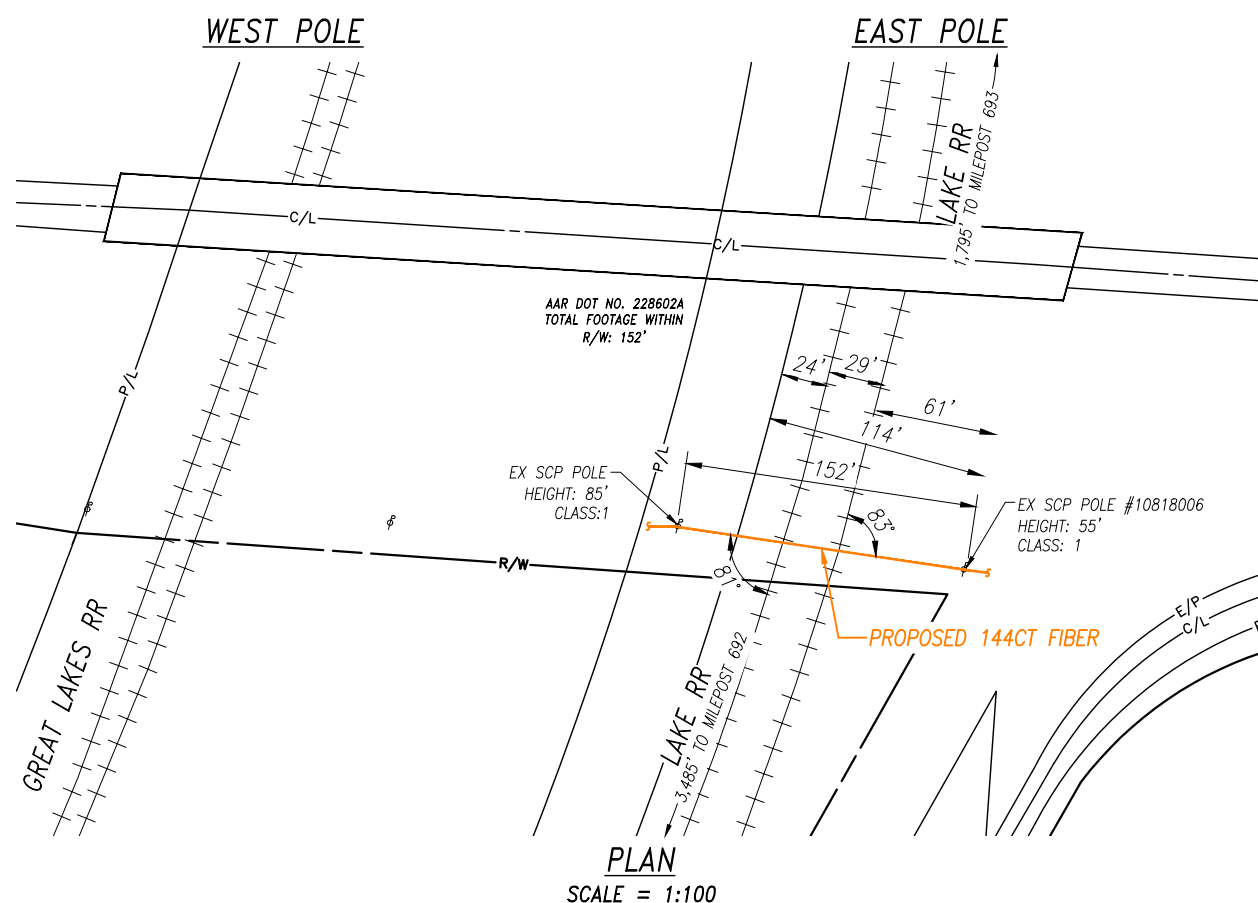 WEST POLE
EAST POLE
LAKE RR
1,795' TO MILEPOST 693
C/L
C/L
AAR DOT NO. 228602A
TOTAL FOOTAGE WITHIN
R/W: 152'
P/L
24'
29'
61'
114'
152'
P/L
EX SCP POLE
HEIGHT: 85'
CLASS:1
EX SCP POLE #10818006
HEIGHT: 55'
CLASS: 1
83°
81°
R/W
PROPOSED 144CT FIBER
E/P
C/L
GREAT LAKES RR
LAKE RR
3,485' TO MILEPOST 692
PLAN
SCALE = 1:100